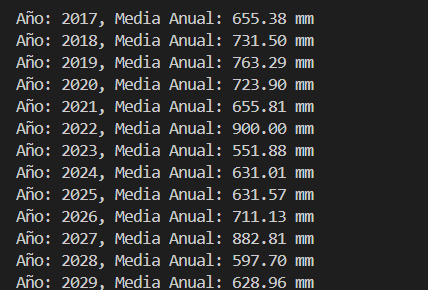 Año: 2017, Media Anual: 655.38 mm
Año: 2018, Media Anual: 731.50 mm
Año: 2019, Media Anual: 763.29 mm
Año: 2020, Media Anual: 723.90 mm
Año: 2021, Media Anual: 655.81 mm
Año: 2022, Media Anual: 900.00 mm
Año: 2023, Media Anual: 551.88 mm
Año: 2024, Media Anual: 631.01 mm
Año: 2025, Media Anual: 631.57 mm
Año: 2026, Media Anual: 711.13 mm
Año: 2027, Media Anual: 882.81 mm
Año: 2028, Media Anual: 597.70 mm
Año: 2029, Media Anual: 628.96 mm